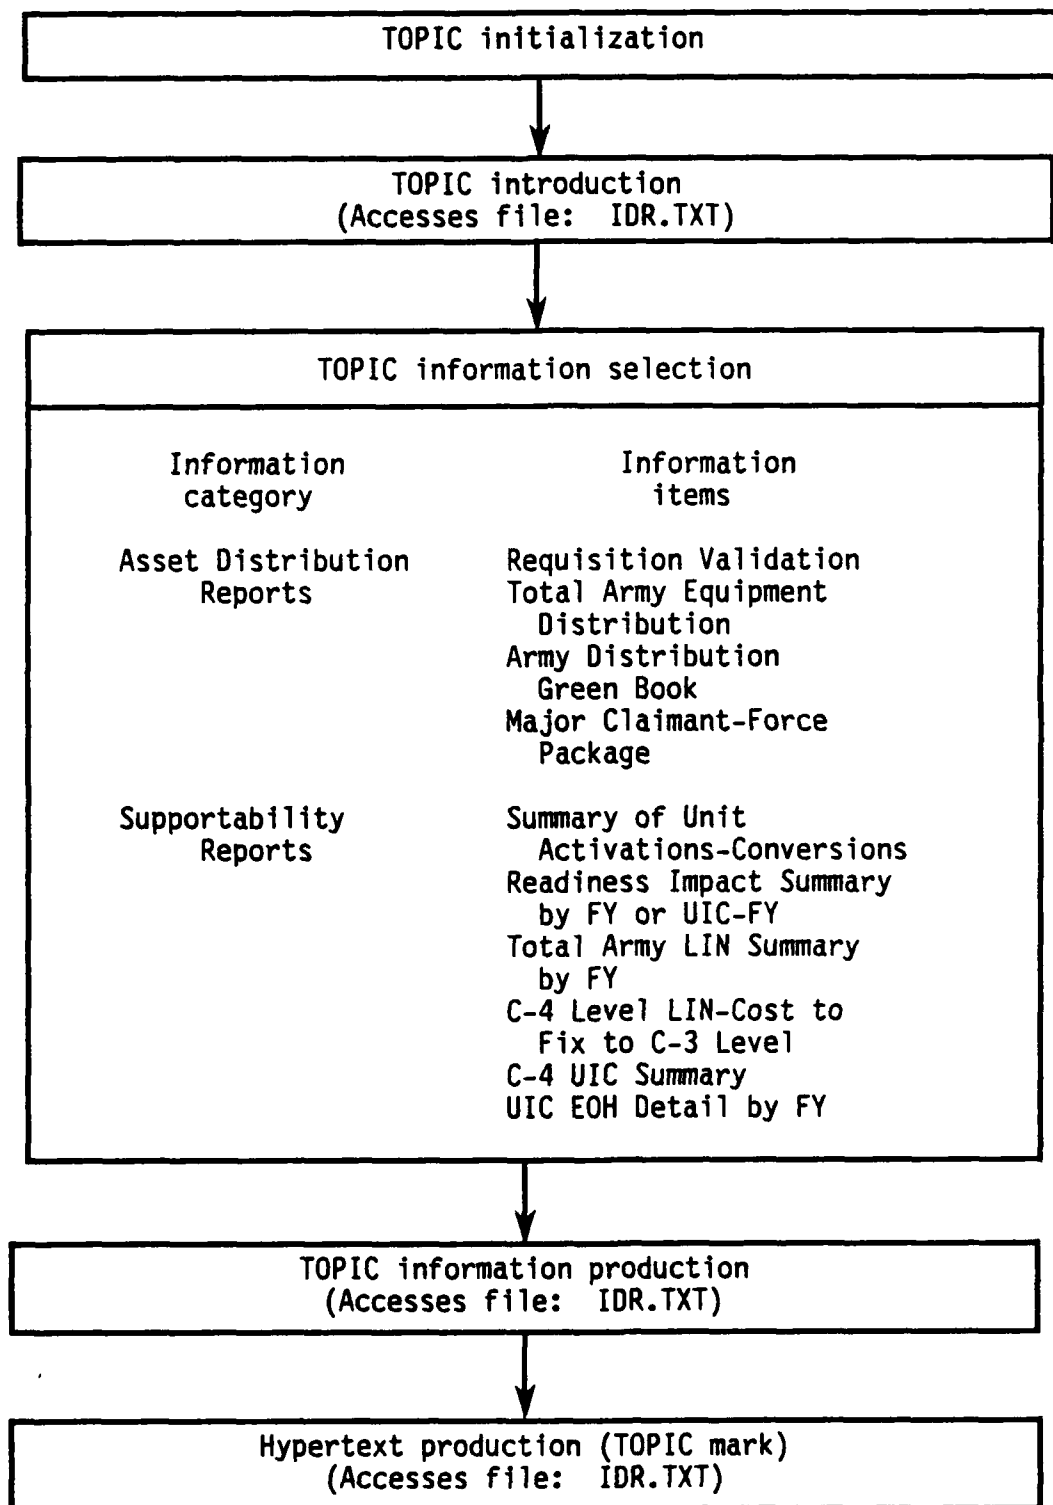 TOPIC initialization
TOPIC introduction
(Accesses file: IDR.TXT)
TOPIC information selection
Information
category
Information
items
Asset Distribution
Reports
Requisition Validation
Total Army Equipment
Distribution
Army Distribution
Green Book
Major Claimant-Force
Package
Supportability
Reports
Summary of Unit
Activations-Conversions
Readiness Impact Summary
by FY or UIC-FY
Total Army LIN Summary
by FY
C-4 Level LIN-Cost to
Fix to C-3 Level
C-4 UIC Summary
UIC EOH Detail by FY
TOPIC information production
(Accesses file: IDR.TXT)
Hypertext production (TOPIC mark)
(Accesses file: IDR.TXT)